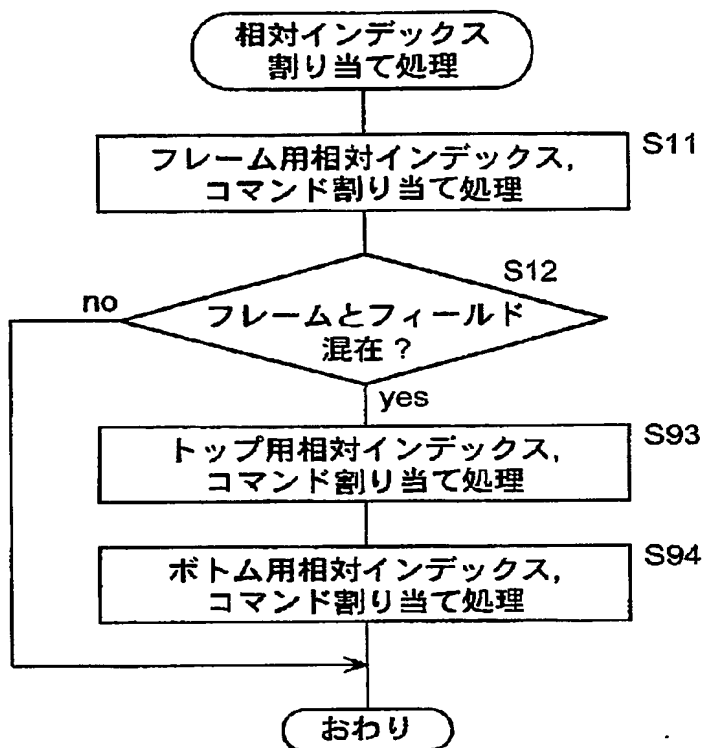 相対インデックス
割り当て処理
S11
フレーム用相対インデックス,
コマンド割り当て処理
S12
no
フレームとフィールド
混在？
yes
S93
トップ用相対インデックス,
コマンド割り当て処理
S94
ボトム用相対インデックス,
コマンド割り当て処理
おわり